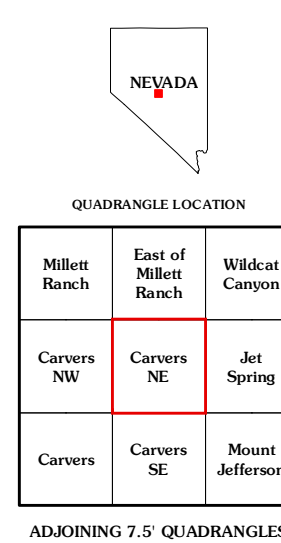 NEVADA
QUADRANGLE LOCATION
Millett
Ranch
East of
Millett
Ranch
Wildcat
Canyon
Carvers
NW
Carvers
NE
Jet
Spring
Carvers
Carvers
SE
Mount
Jefferson
ADJOINING 7.5' QUADRANGLES